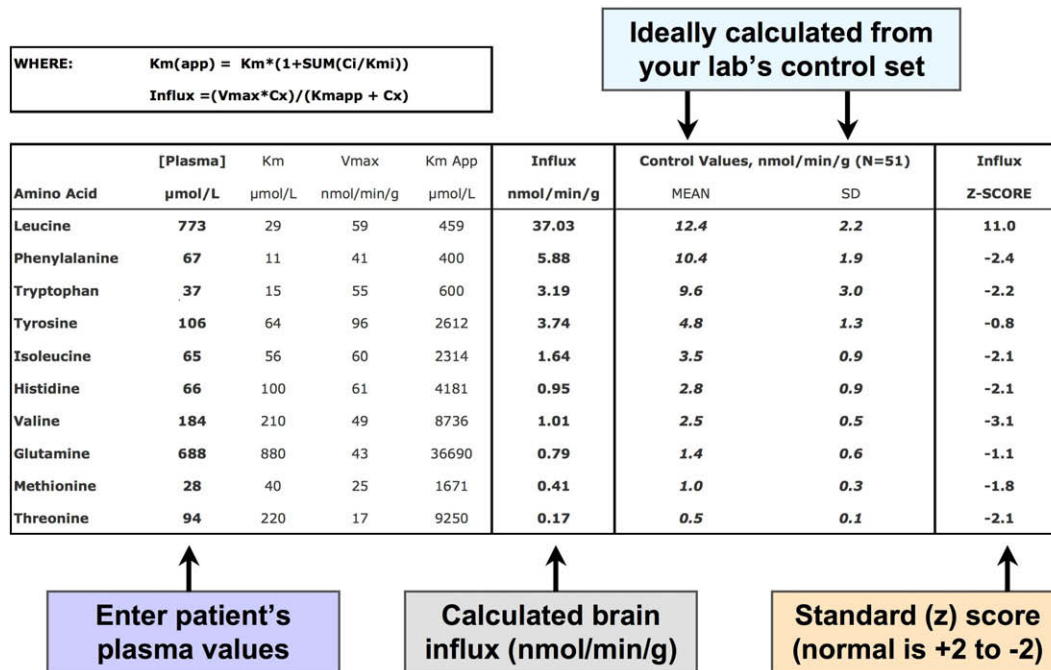 Ideally calculated from
your lab's control set
WHERE: Km(app) = Km*(1+SUM(Ci/Kmi))
Influx =(Vmax*Cx)/(Kmapp + Cx)
[Plasma] Km Vmax Km App Influx Control Values, nmol/min/g (N=51) Influx
Amino Acid µmol/L µmol/L nmol/min/g µmol/L nmol/min/g MEAN SD Z-SCORE
Leucine 773 29 59 459 37.03 12.4 2.2 11.0
Phenylalanine 67 11 41 400 5.88 10.4 1.9 -2.4
Tryptophan 37 15 55 600 3.19 9.6 3.0 -2.2
Tyrosine 106 64 96 2612 3.74 4.8 1.3 -0.8
Isoleucine 65 56 60 2314 1.64 3.5 0.9 -2.1
Histidine 66 100 61 4181 0.95 2.8 0.9 -2.1
Valine 184 210 49 8736 1.01 2.5 0.5 -3.1
Glutamine 688 880 43 36690 0.79 1.4 0.6 -1.1
Methionine 28 40 25 1671 0.41 1.0 0.3 -1.8
Threonine 94 220 17 9250 0.17 0.5 0.1 -2.1
Enter patient's
plasma values
Calculated brain
influx (nmol/min/g)
Standard (z) score
(normal is +2 to -2)